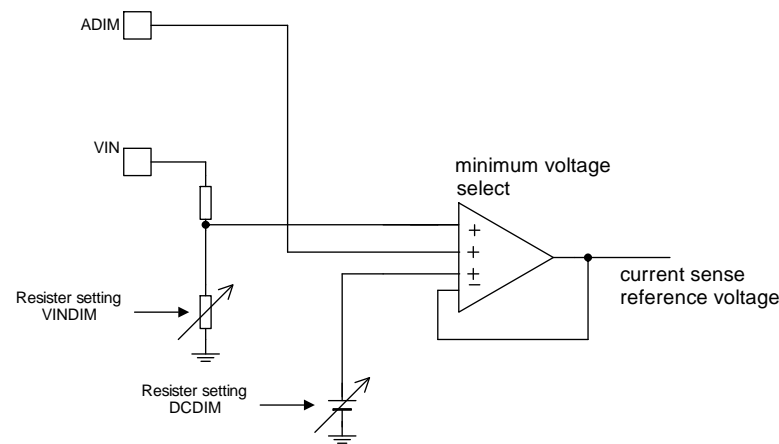 ADIM
VIN
minimum voltage
select
+
+
+
−
current sense
reference voltage
Resister setting
VINDIM
Resister setting
DCDIM